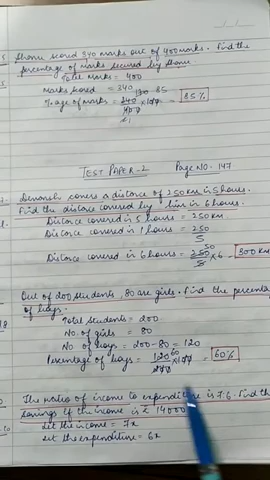 Shanu scored 340 marks out of 400 marks. Find the
percentage of marks secured by Shanu.
Total marks = 400
Marks scored = 340
% age of marks = 340/400 × 100 = 85%
TEST PAPER-2 PAGE NO. 147
covers a distance of 250 km in 5 hours.
Find the distance covered by him in 6 hours.
Distance covered in 5 hours = 250 km
Distance covered in 1 hour = 250/5
Distance covered in 6 hours = 250/5 × 6 = 300 km
Out of 200 students, 80 are girls. Find the percentage
of boys.
Total students = 200
No of girls = 80
No of boys = 200-80 = 120
Percentage of boys = 120/200 × 100 = 60%
The ratio of income to expenditure is 7:6. Find the
savings if the income is ₹ 14000
Let the income = 7x
Let the expenditure = 6x